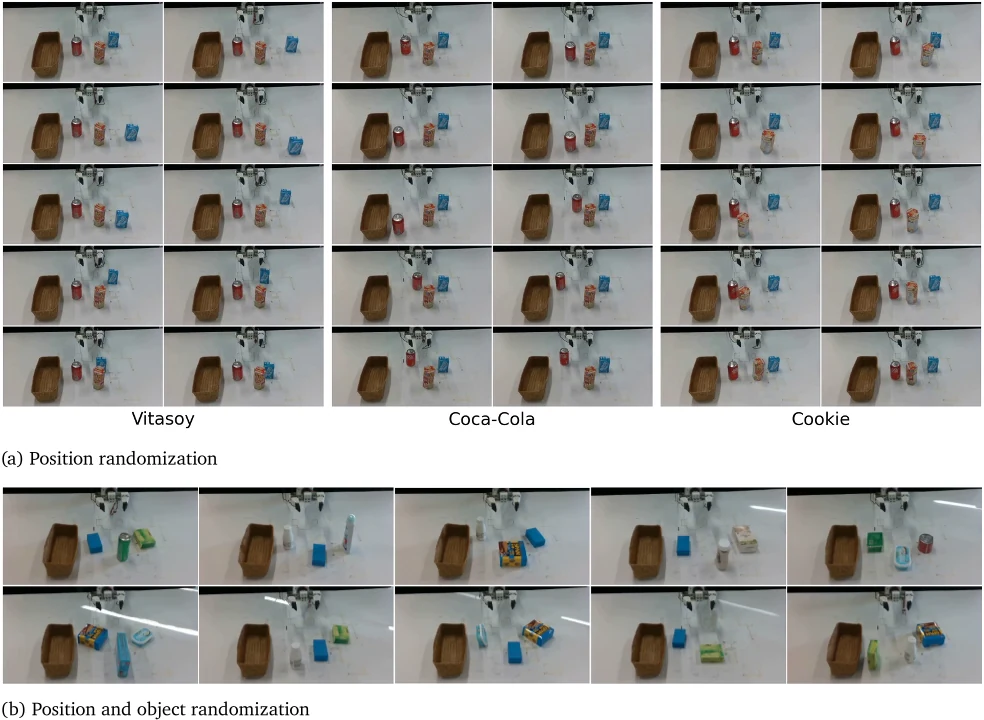 Vitasoy
Coca-Cola
Cookie
(a) Position randomization
(b) Position and object randomization